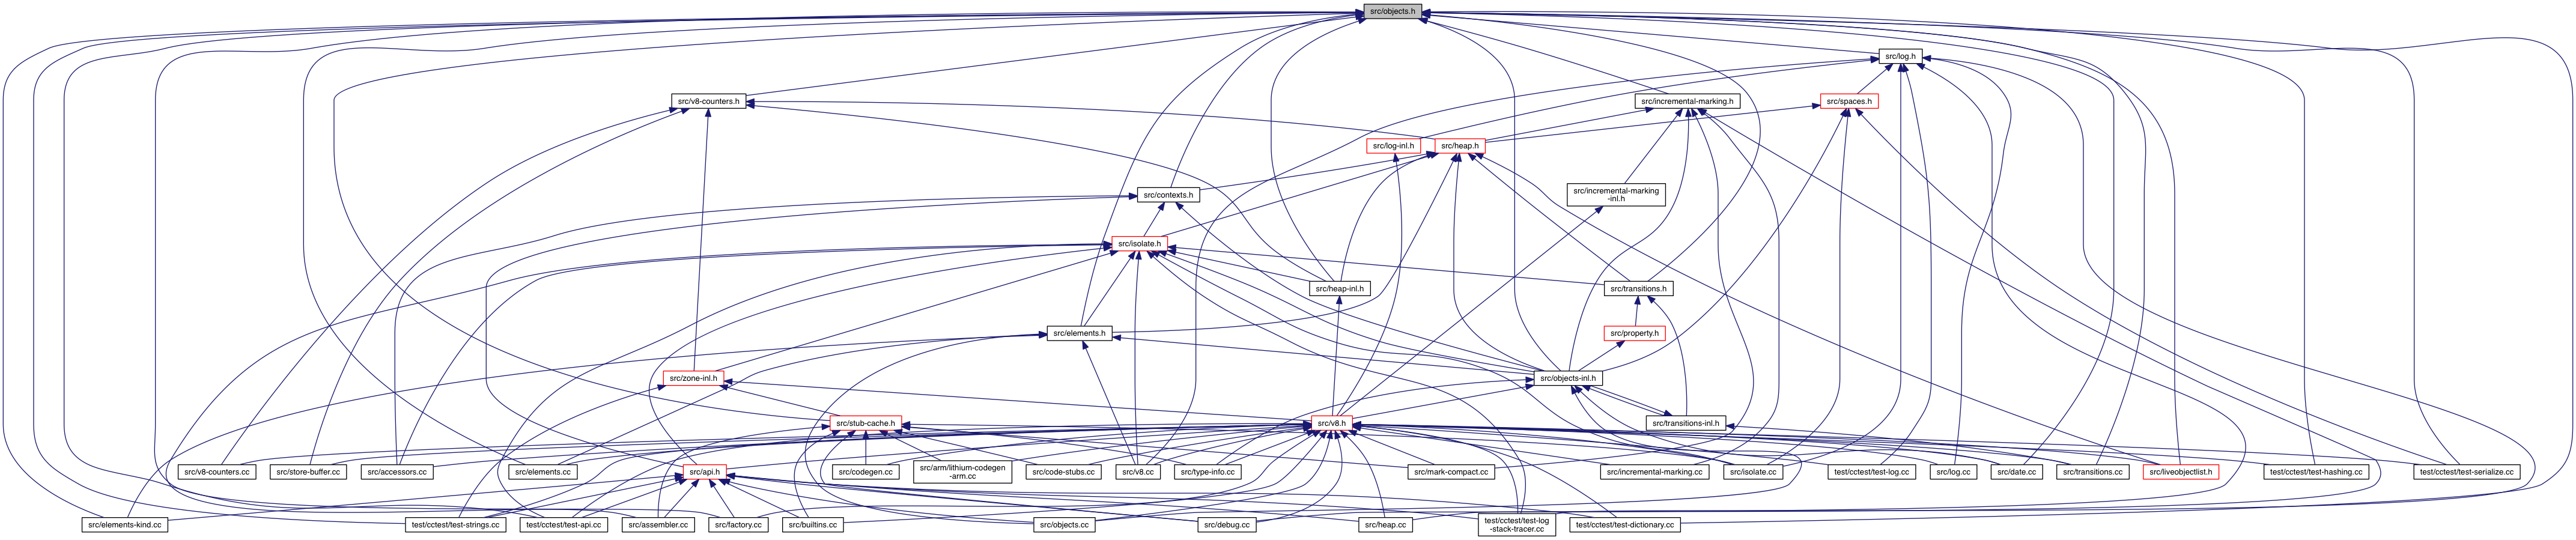 src/objects.h
src/log.h
src/v8-counters.h
src/incremental-marking.h
src/spaces.h
src/log-inl.h
src/heap.h
src/contexts.h
src/incremental-marking
-inl.h
src/isolate.h
src/heap-inl.h
src/transitions.h
src/elements.h
src/property.h
src/zone-inl.h
src/objects-inl.h
src/stub-cache.h
src/v8.h
src/transitions-inl.h
src/v8-counters.cc
src/store-buffer.cc
src/accessors.cc
src/elements.cc
src/api.h
src/codegen.cc
src/arm/lithium-codegen
-arm.cc
src/code-stubs.cc
src/v8.cc
src/type-info.cc
src/mark-compact.cc
src/incremental-marking.cc
src/isolate.cc
test/cctest/test-log.cc
src/log.cc
src/date.cc
src/transitions.cc
src/liveobjectlist.h
test/cctest/test-hashing.cc
test/cctest/test-serialize.cc
src/elements-kind.cc
test/cctest/test-strings.cc
test/cctest/test-api.cc
src/assembler.cc
src/factory.cc
src/builtins.cc
src/objects.cc
src/debug.cc
src/heap.cc
test/cctest/test-log
-stack-tracer.cc
test/cctest/test-dictionary.cc